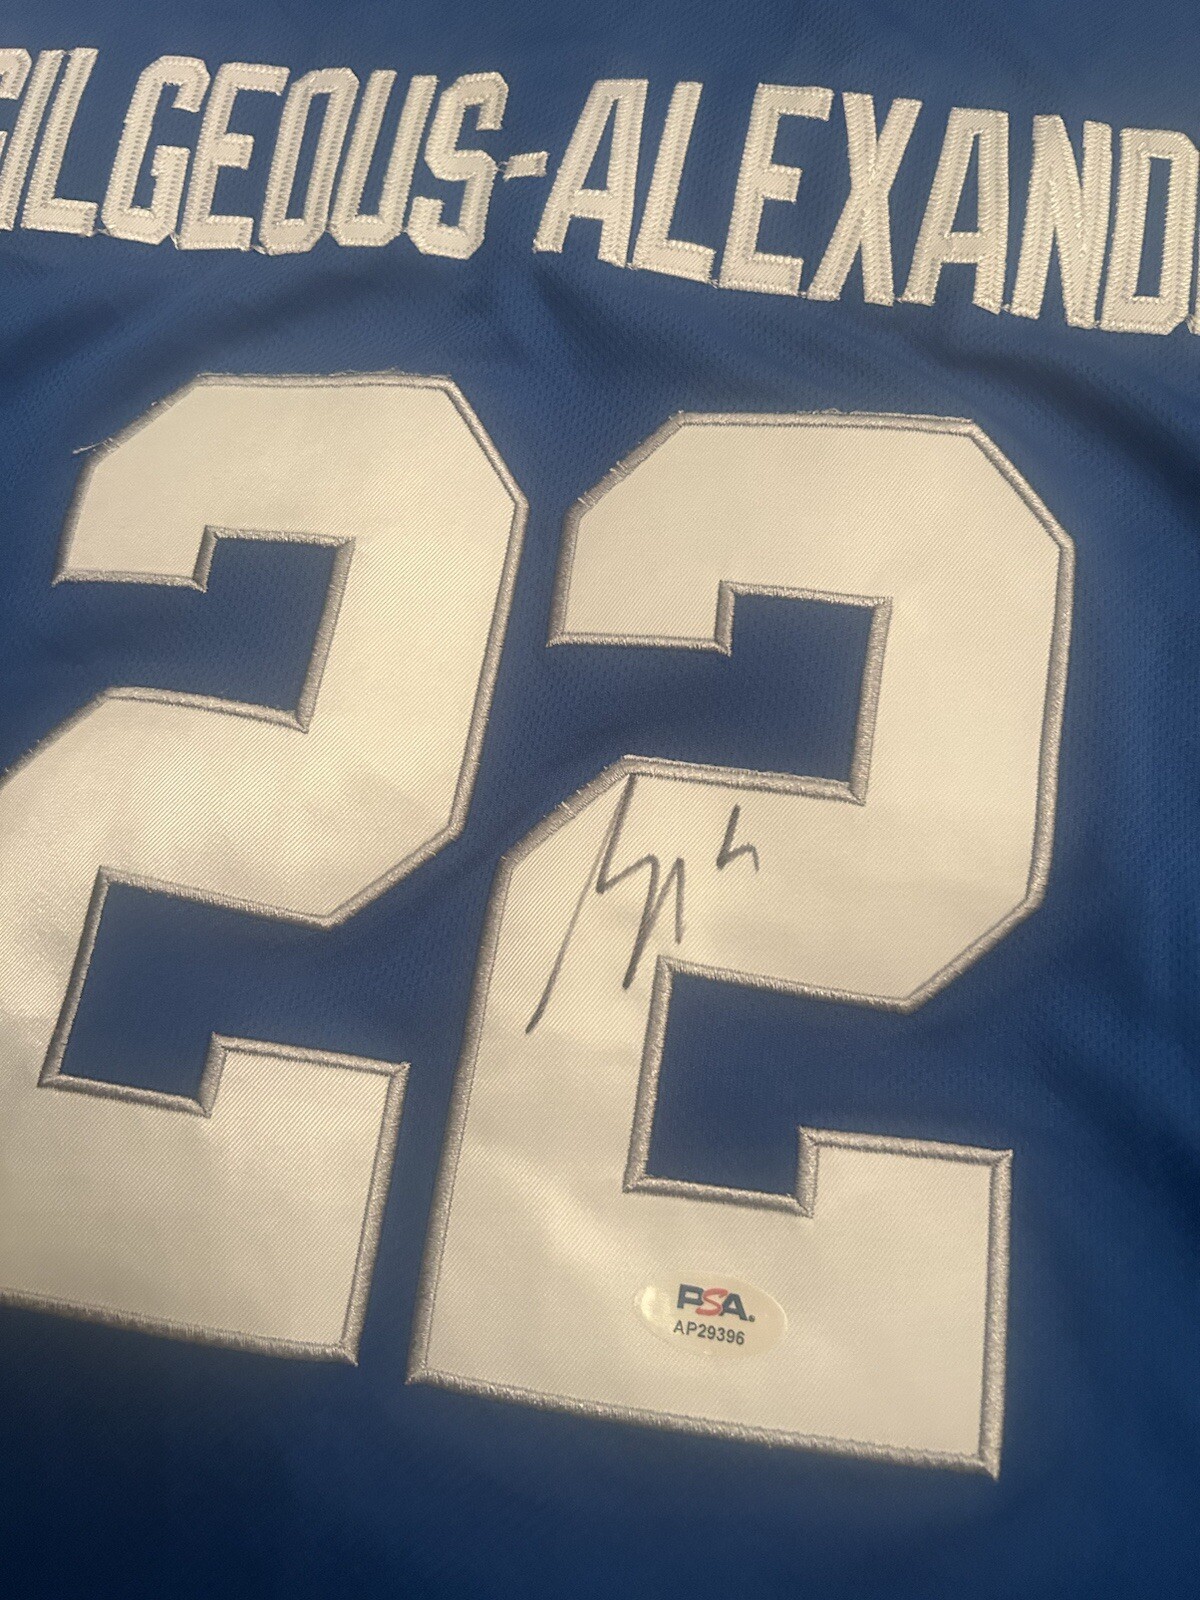 GILGEOUS-ALEXAND
22
PSA
AP29396